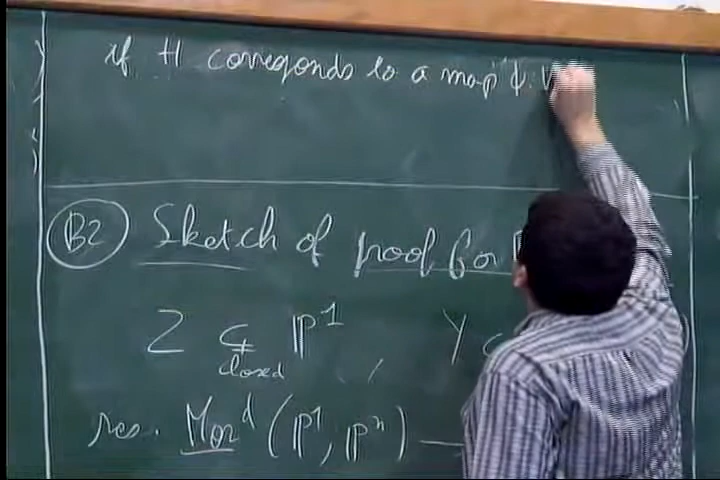 if H corresponds to a map ψ:
B2 Sketch of proof for
Z ⊊ ℙ¹, Y
closed
res. Mor^d (ℙ¹, ℙⁿ) —